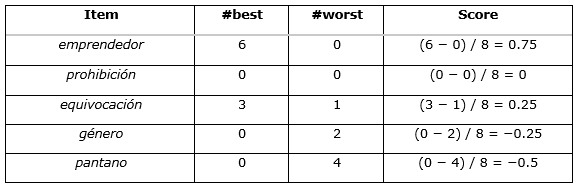 Item #best #worst Score
emprendedor 6 0 (6 − 0) / 8 = 0.75
prohibición 0 0 (0 − 0) / 8 = 0
equivocación 3 1 (3 − 1) / 8 = 0.25
género 0 2 (0 − 2) / 8 = −0.25
pantano 0 4 (0 − 4) / 8 = −0.5